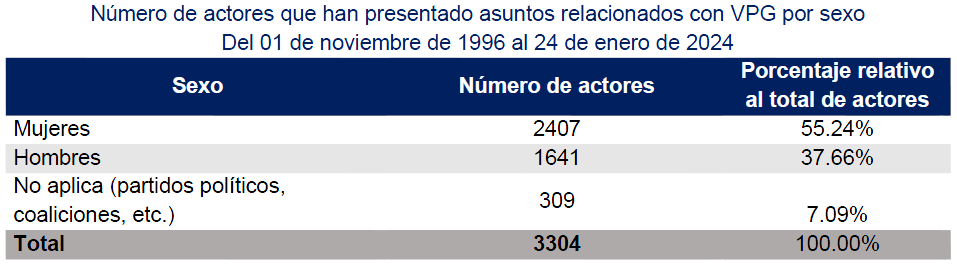 Número de actores que han presentado asuntos relacionados con VPG por sexo
Del 01 de noviembre de 1996 al 24 de enero de 2024
Sexo Número de actores Porcentaje relativo al total de actores
Mujeres 2407 55.24%
Hombres 1641 37.66%
No aplica (partidos políticos, coaliciones, etc.) 309 7.09%
Total 3304 100.00%